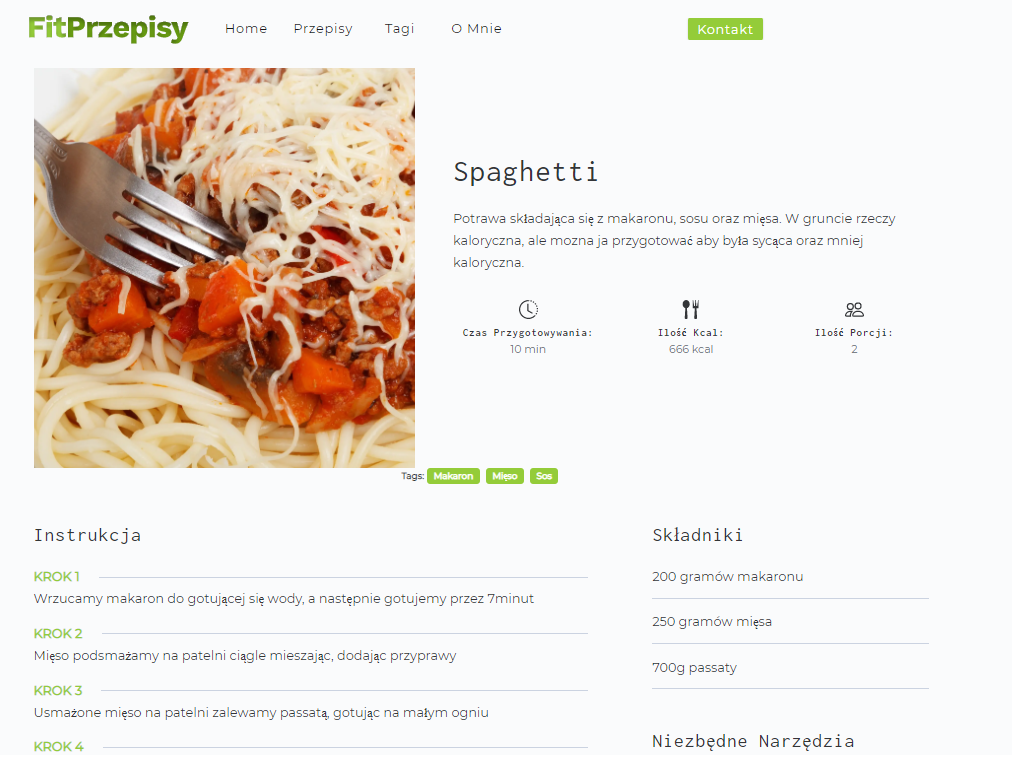 FitPrzepisy
Home Przepisy Tagi O Mnie Kontakt
Spaghetti
Potrawa składająca się z makaronu, sosu oraz mięsa. W gruncie rzeczy
kaloryczna, ale mozna ja przygotować aby była sycąca oraz mniej
kaloryczna.
Czas Przygotowywania:
10 min
Ilość Kcal:
666 kcal
Ilość Porcji:
2
Tags: Makaron Mięso Sos
Instrukcja
KROK 1
Wrzucamy makaron do gotującej się wody, a następnie gotujemy przez 7minut
KROK 2
Mięso podsmażamy na patelni ciągle mieszając, dodając przyprawy
KROK 3
Usmażone mięso na patelni zalewamy passatą, gotując na małym ogniu
KROK 4
Składniki
200 gramów makaronu
250 gramów mięsa
700g passaty
Niezbędne Narzędzia